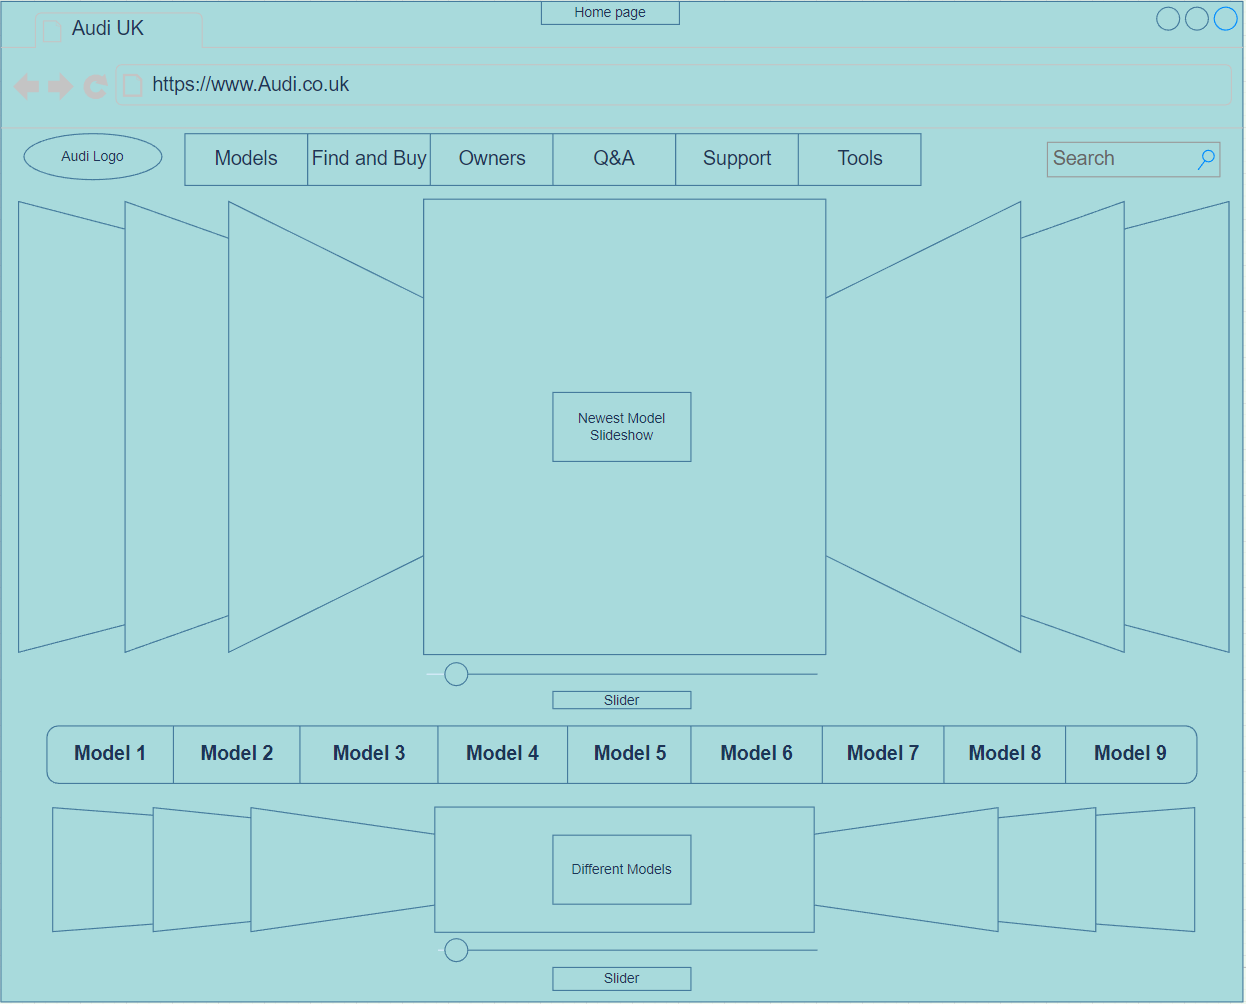 Home page
Audi UK
https://www.Audi.co.uk
Audi Logo
Models
Find and Buy
Owners
Q&A
Support
Tools
Search
Newest Model
Slideshow
Slider
Model 1
Model 2
Model 3
Model 4
Model 5
Model 6
Model 7
Model 8
Model 9
Different Models
Slider